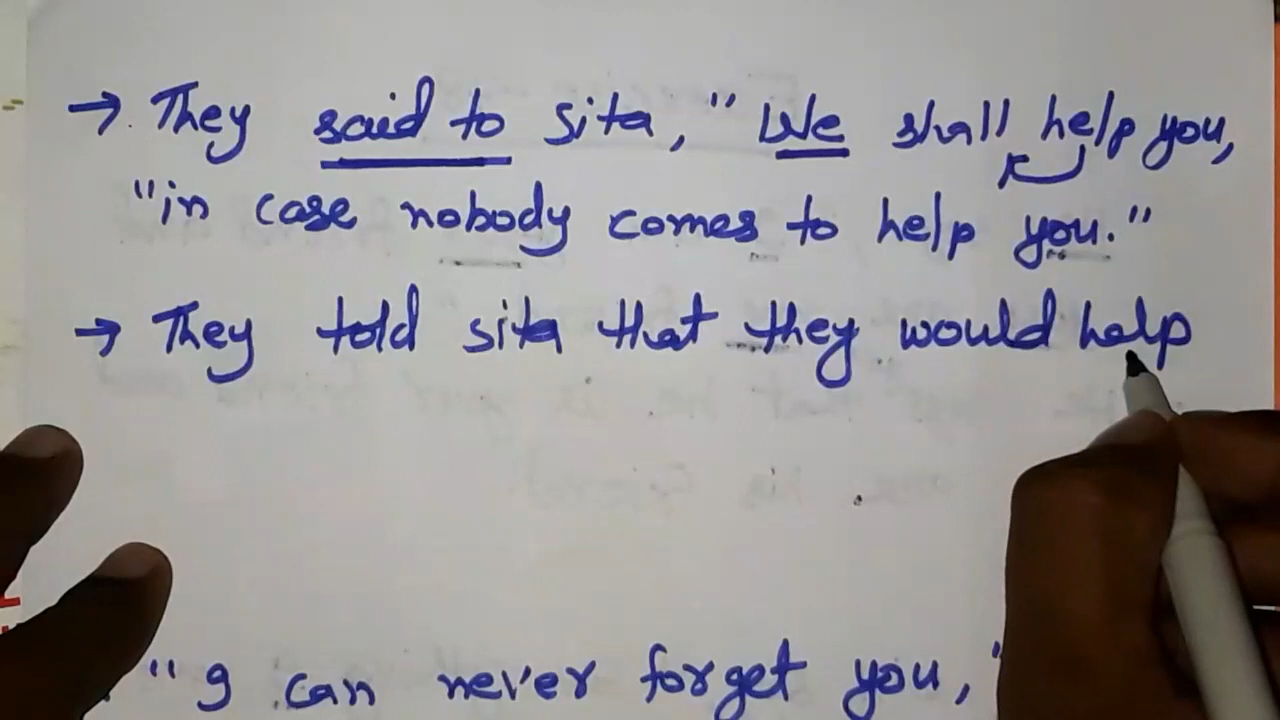 → They said to sita, "We shall help you,
"in case nobody comes to help you."
→ They told sita that they would help
"I can never forget you,"